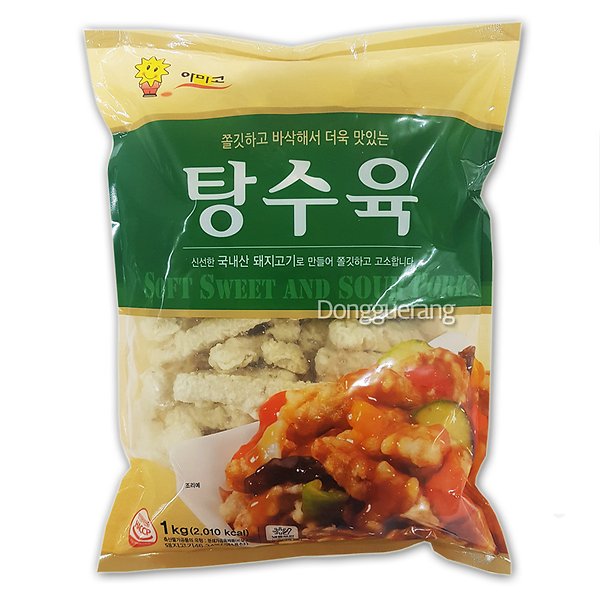 아미고
쫄깃하고 바삭해서 더욱 맛있는
탕수육
신선한 국내산 돼지고기로 만들어 쫄깃하고 고소합니다
SOFT SWEET AND SOUR PORK
Dongguerang
조리예
HACCP
1kg(2,010 kcal)